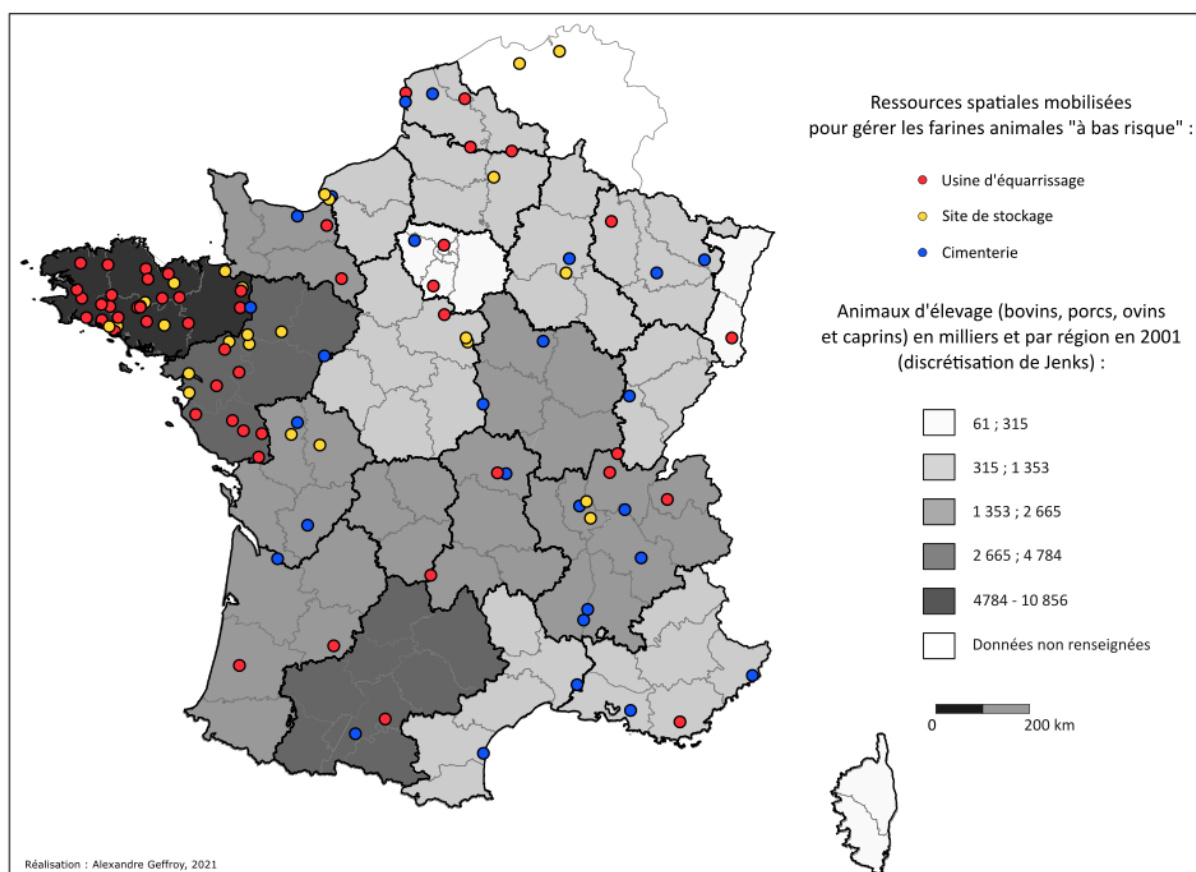 Ressources spatiales mobilisées
pour gérer les farines animales "à bas risque" :
Usine d'équarrissage
Site de stockage
Cimenterie
Animaux d'élevage (bovins, porcs, ovins
et caprins) en milliers et par région en 2001
(discrétisation de Jenks) :
61 ; 315
315 ; 1 353
1 353 ; 2 665
2 665 ; 4 784
4784 - 10 856
Données non renseignées
0 200 km
Réalisation : Alexandre Geffroy, 2021